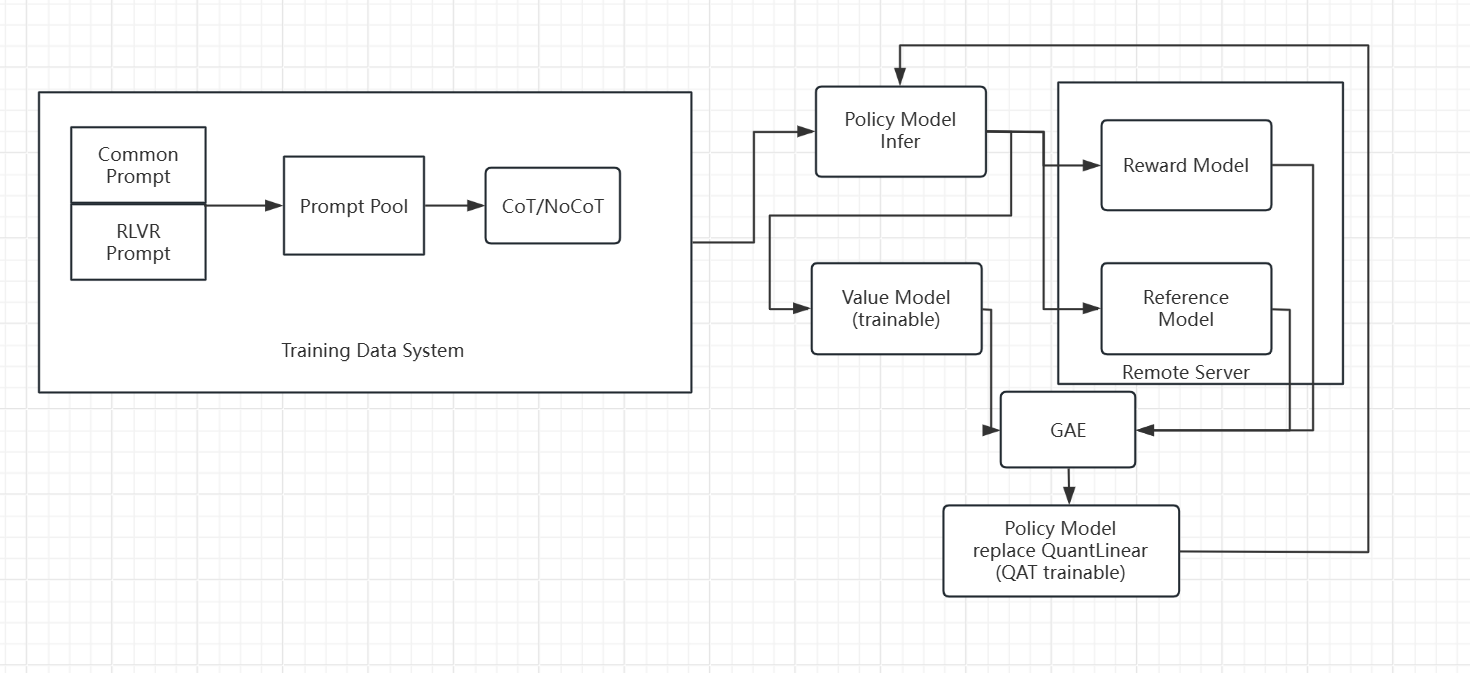 Common
Prompt
RLVR
Prompt
Prompt Pool
CoT/NoCoT
Training Data System
Policy Model
Infer
Reward Model
Value Model
(trainable)
Reference
Model
Remote Server
GAE
Policy Model
replace QuantLinear
(QAT trainable)